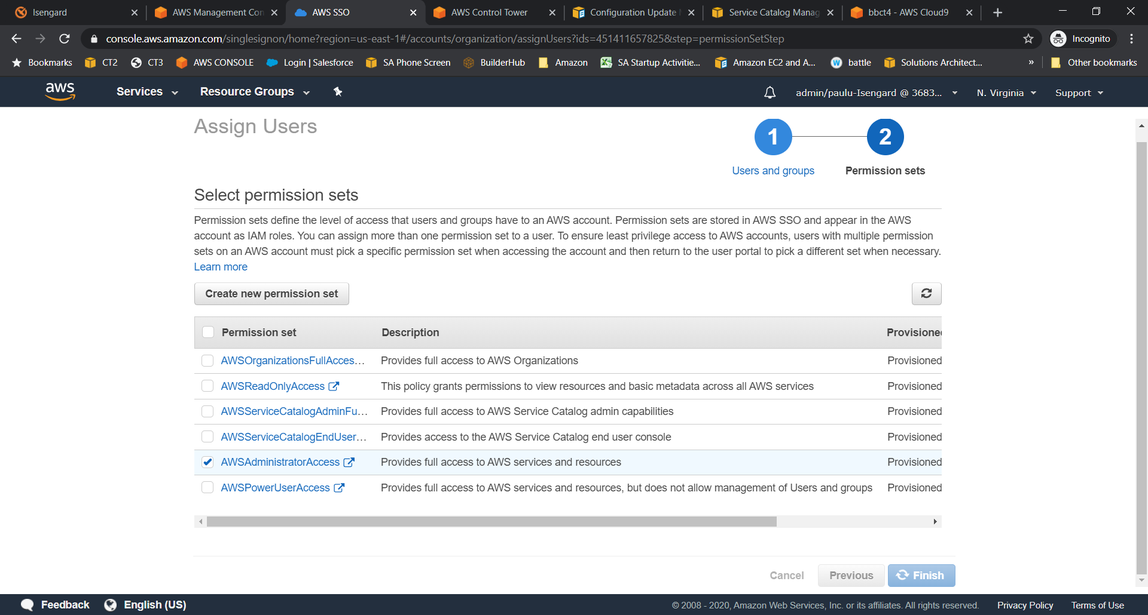 Isengard
AWS Management Con
AWS SSO
AWS Control Tower
Configuration Update
Service Catalog Manag
bbct4 - AWS Cloud9
console.aws.amazon.com/singlesignon/home?region=us-east-1#/accounts/organization/assignUsers?ids=451411657825&step=permissionSetStep
Incognito
Bookmarks
CT2
CT3
AWS CONSOLE
Login | Salesforce
SA Phone Screen
BuilderHub
Amazon
SA Startup Activitie...
Amazon EC2 and A...
battle
Solutions Architect...
»
Other bookmarks
aws
Services
Resource Groups
admin/paulu-Isengard @ 3683...
N. Virginia
Support
Assign Users
1
2
Users and groups
Permission sets
Select permission sets
Permission sets define the level of access that users and groups have to an AWS account. Permission sets are stored in AWS SSO and appear in the AWS
account as IAM roles. You can assign more than one permission set to a user. To ensure least privilege access to AWS accounts, users with multiple permission
sets on an AWS account must pick a specific permission set when accessing the account and then return to the user portal to pick a different set when necessary.
Learn more
Create new permission set
Permission set Description Provisione
AWSOrganizationsFullAcces... Provides full access to AWS Organizations Provisioned
AWSReadOnlyAccess This policy grants permissions to view resources and basic metadata across all AWS services Provisioned
AWSServiceCatalogAdminFu... Provides full access to AWS Service Catalog admin capabilities Provisioned
AWSServiceCatalogEndUser... Provides access to the AWS Service Catalog end user console Provisioned
AWSAdministratorAccess Provides full access to AWS services and resources Provisioned
AWSPowerUserAccess Provides full access to AWS services and resources, but does not allow management of Users and groups Provisioned
Cancel
Previous
Finish
Feedback
English (US)
© 2008 - 2020, Amazon Web Services, Inc. or its affiliates. All rights reserved.
Privacy Policy
Terms of Use